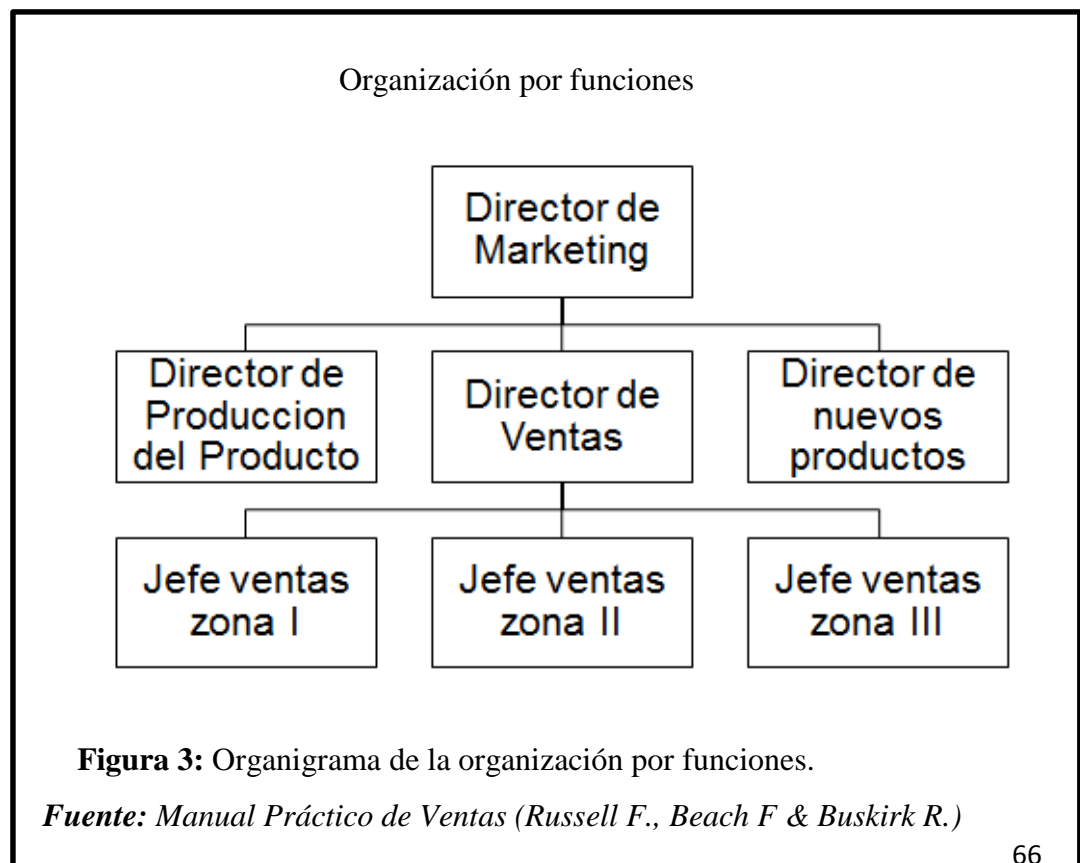 Organización por funciones
Director de
Marketing
Director de
Produccion
del Producto
Director de
Ventas
Director de
nuevos
productos
Jefe ventas
zona I
Jefe ventas
zona II
Jefe ventas
zona III
Figura 3: Organigrama de la organización por funciones.
Fuente: Manual Práctico de Ventas (Russell F., Beach F & Buskirk R.)
66